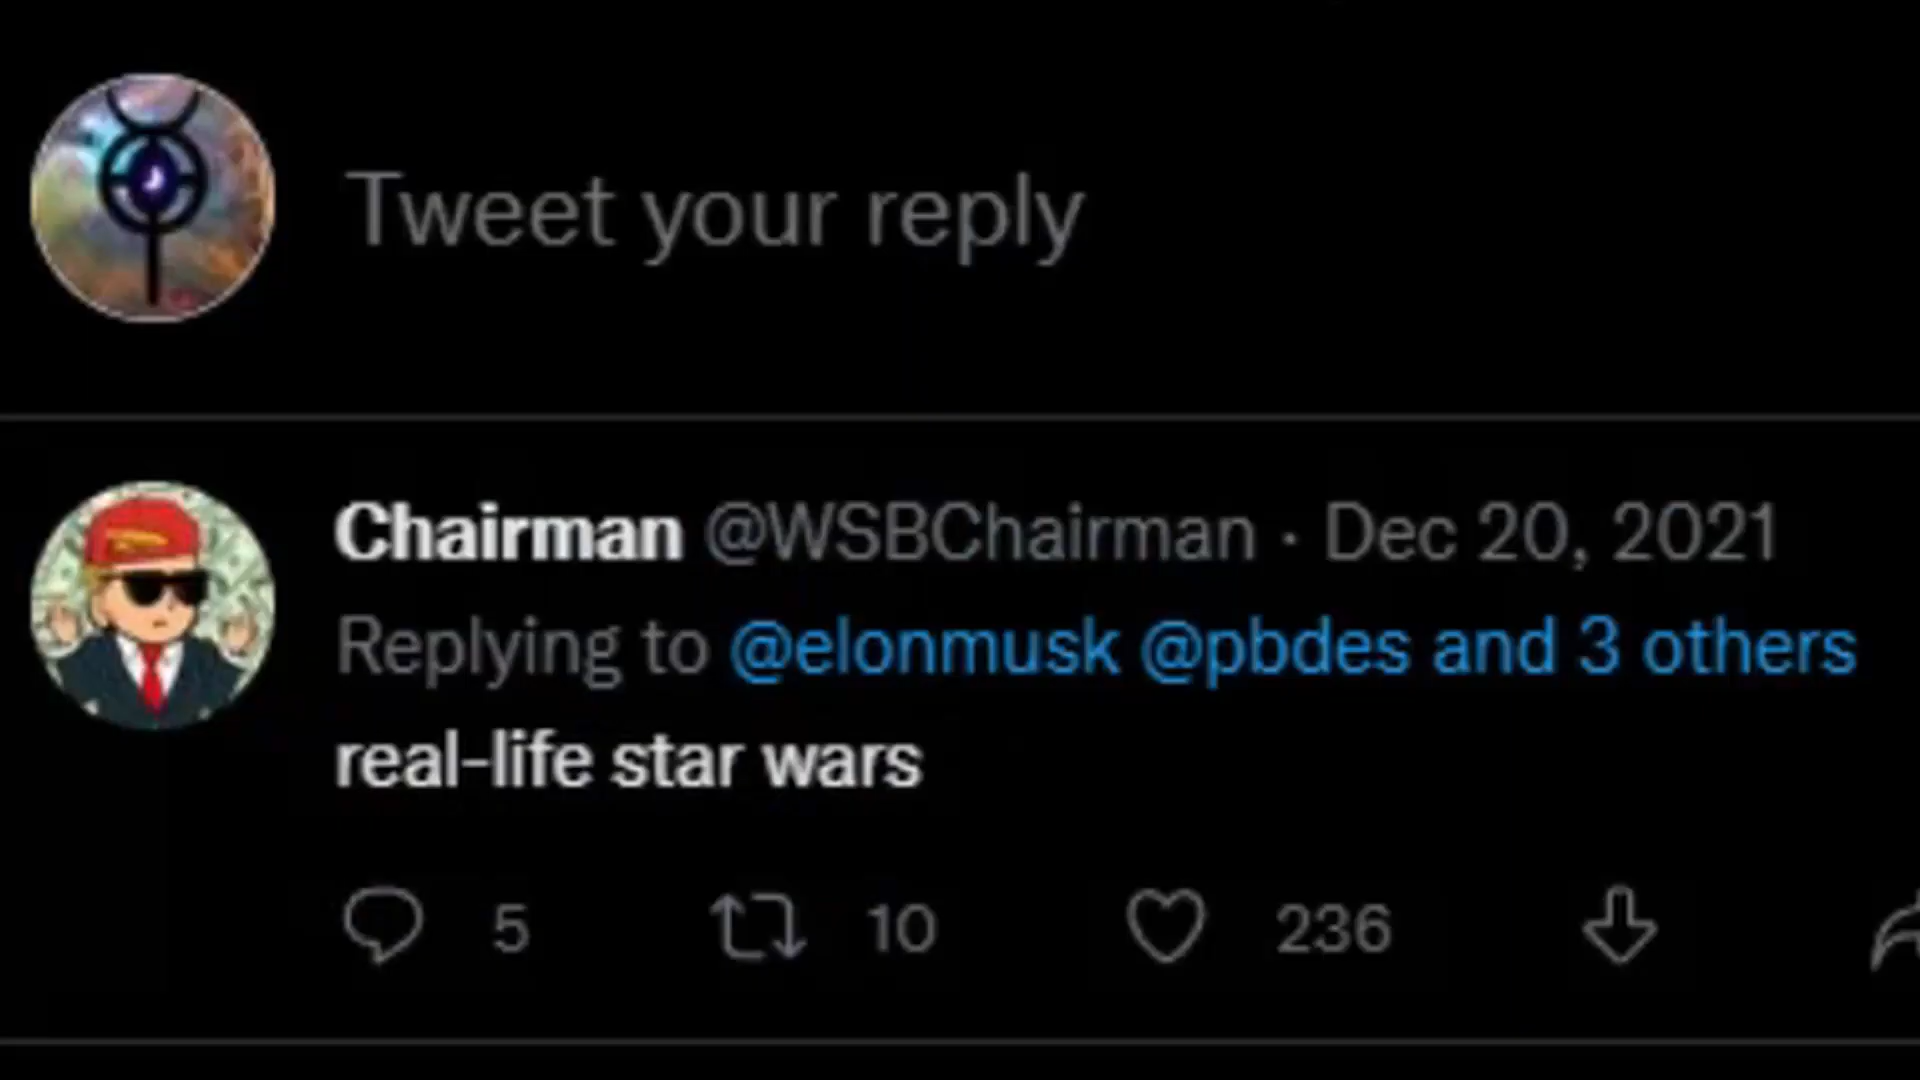 Tweet your reply
Chairman @WSBChairman · Dec 20, 2021
Replying to @elonmusk @pbdes and 3 others
real-life star wars
5 10 236